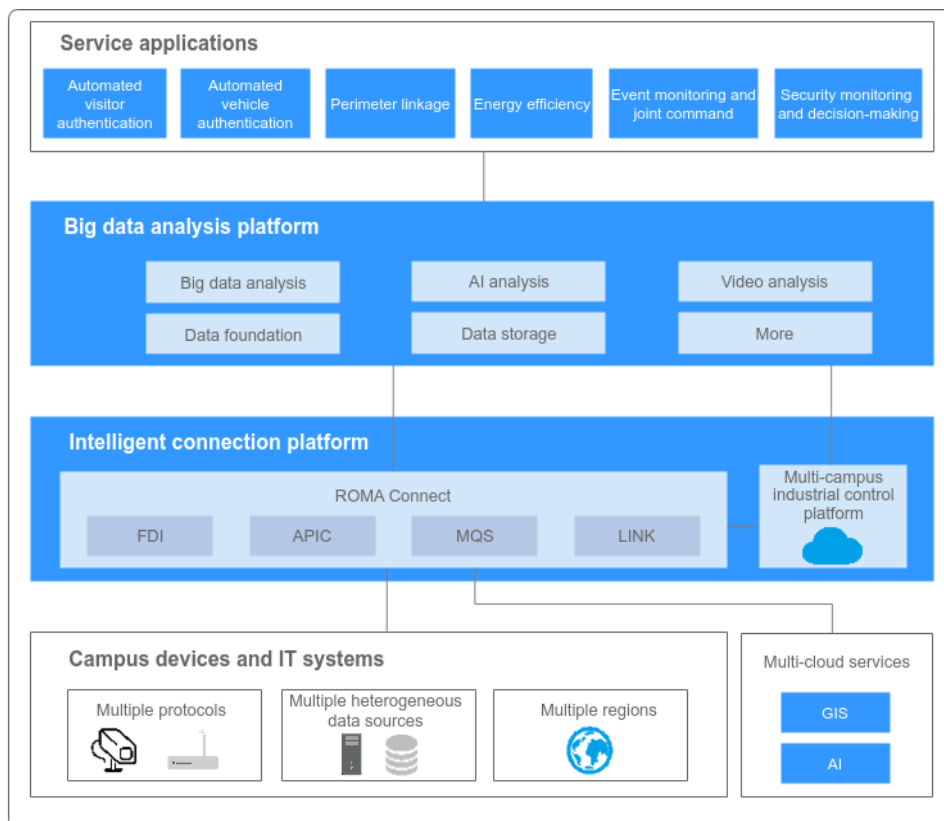 Service applications
Automated
visitor
authentication
Automated
vehicle
authentication
Perimeter linkage
Energy efficiency
Event monitoring and
joint command
Security monitoring
and decision-making
Big data analysis platform
Big data analysis
AI analysis
Video analysis
Data foundation
Data storage
More
Intelligent connection platform
ROMA Connect
FDI
APIC
MQS
LINK
Multi-campus
industrial control
platform
Campus devices and IT systems
Multiple protocols
Multiple heterogeneous
data sources
Multiple regions
Multi-cloud services
GIS
AI